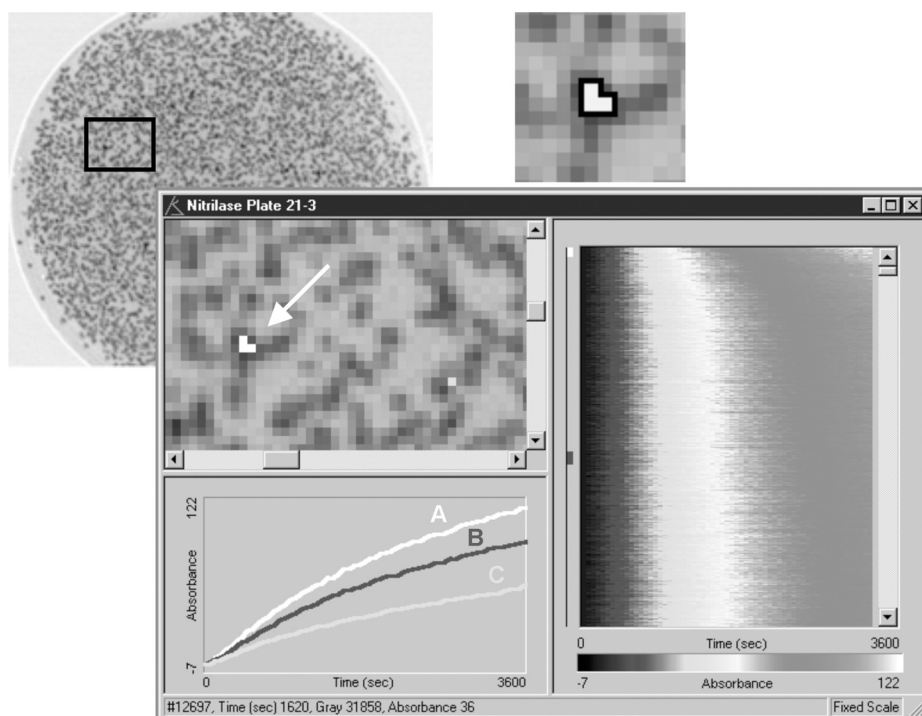 Nitrilase Plate 21-3
122
Absorbance
-7
A
B
C
0 Time (sec) 3600
0 Time (sec) 3600
-7 Absorbance 122
#12697, Time (sec) 1620, Gray 31858, Absorbance 36 Fixed Scale